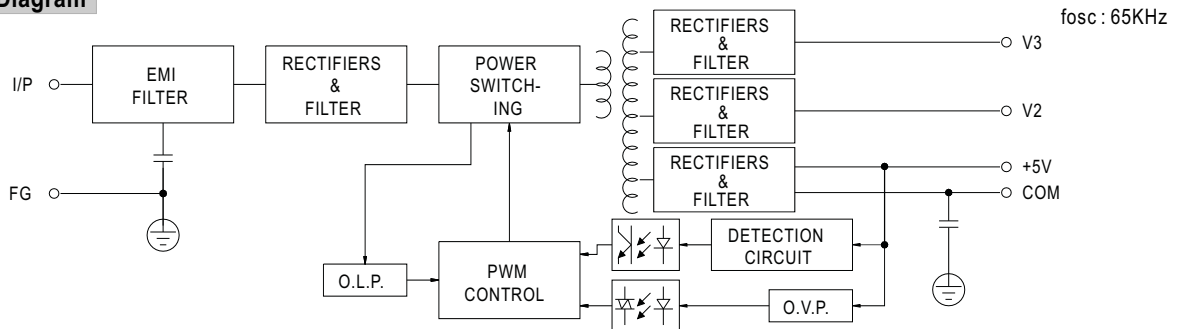 Diagram
fosc : 65KHz
I/P
EMI
FILTER
RECTIFIERS
&
FILTER
POWER
SWITCH-
ING
RECTIFIERS
&
FILTER
V3
RECTIFIERS
&
FILTER
V2
RECTIFIERS
&
FILTER
+5V
COM
FG
O.L.P.
PWM
CONTROL
DETECTION
CIRCUIT
O.V.P.